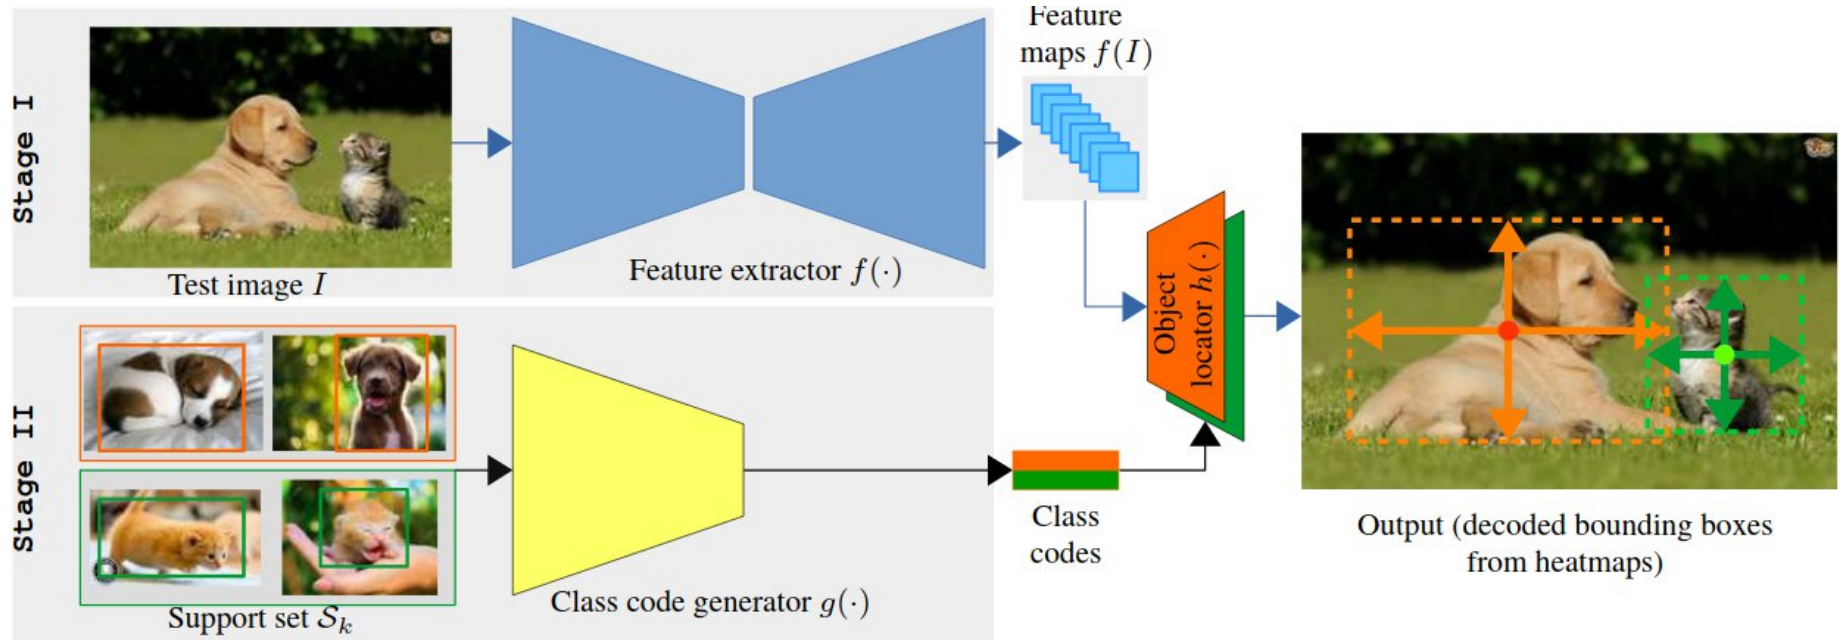 Stage I
Test image I
Feature extractor f(·)
Feature
maps f(I)
Object
locator h(·)
Stage II
Support set 𝒮ₖ
Class code generator g(·)
Class
codes
Output (decoded bounding boxes
from heatmaps)